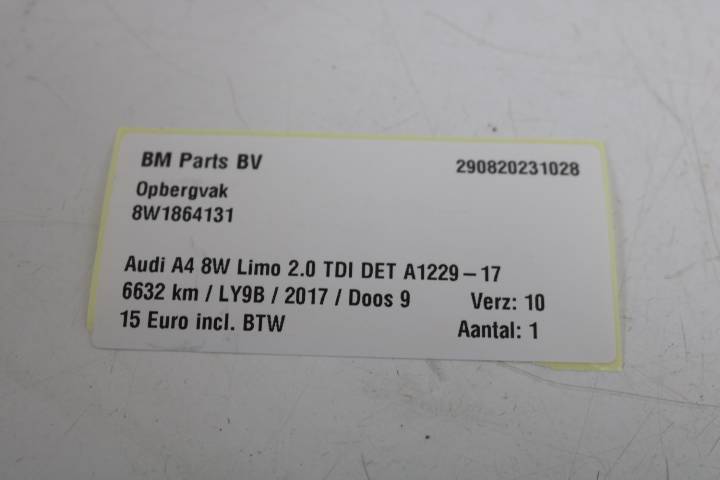 BM Parts BV 290820231028
Opbergvak
8W1864131
Audi A4 8W Limo 2.0 TDI DET A1229-17
6632 km / LY9B / 2017 / Doos 9 Verz: 10
15 Euro incl. BTW Aantal: 1